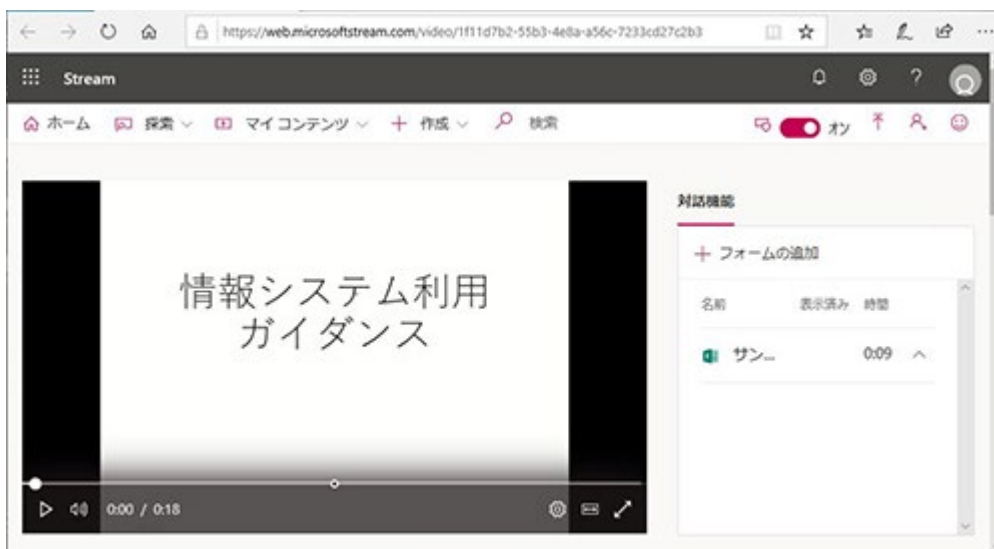 https://web.microsoftstream.com/video/1f11d7b2-55b3-4e8a-a56c-7233cd27c2b3
Stream
?
ホーム 探索 マイ コンテンツ 作成 検索 オン
対話機能
フォームの追加
名前 表示済み 時間
サン... 0:09
情報システム利用
ガイダンス
0:00 / 0:18